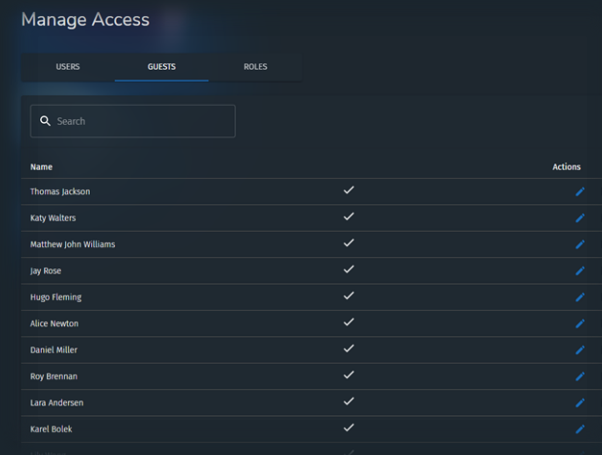 Manage Access
USERS GUESTS ROLES
Search
Name Actions
Thomas Jackson
Katy Walters
Matthew John Williams
Jay Rose
Hugo Fleming
Alice Newton
Daniel Miller
Roy Brennan
Lara Andersen
Karel Bolek